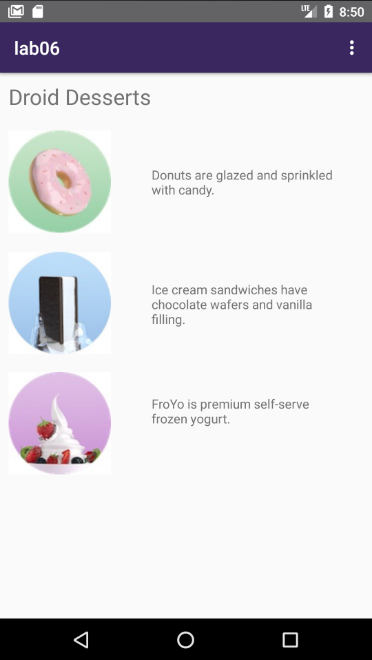 LTE 8:50
lab06
Droid Desserts
Donuts are glazed and sprinkled
with candy.
Ice cream sandwiches have
chocolate wafers and vanilla
filling.
FroYo is premium self-serve
frozen yogurt.